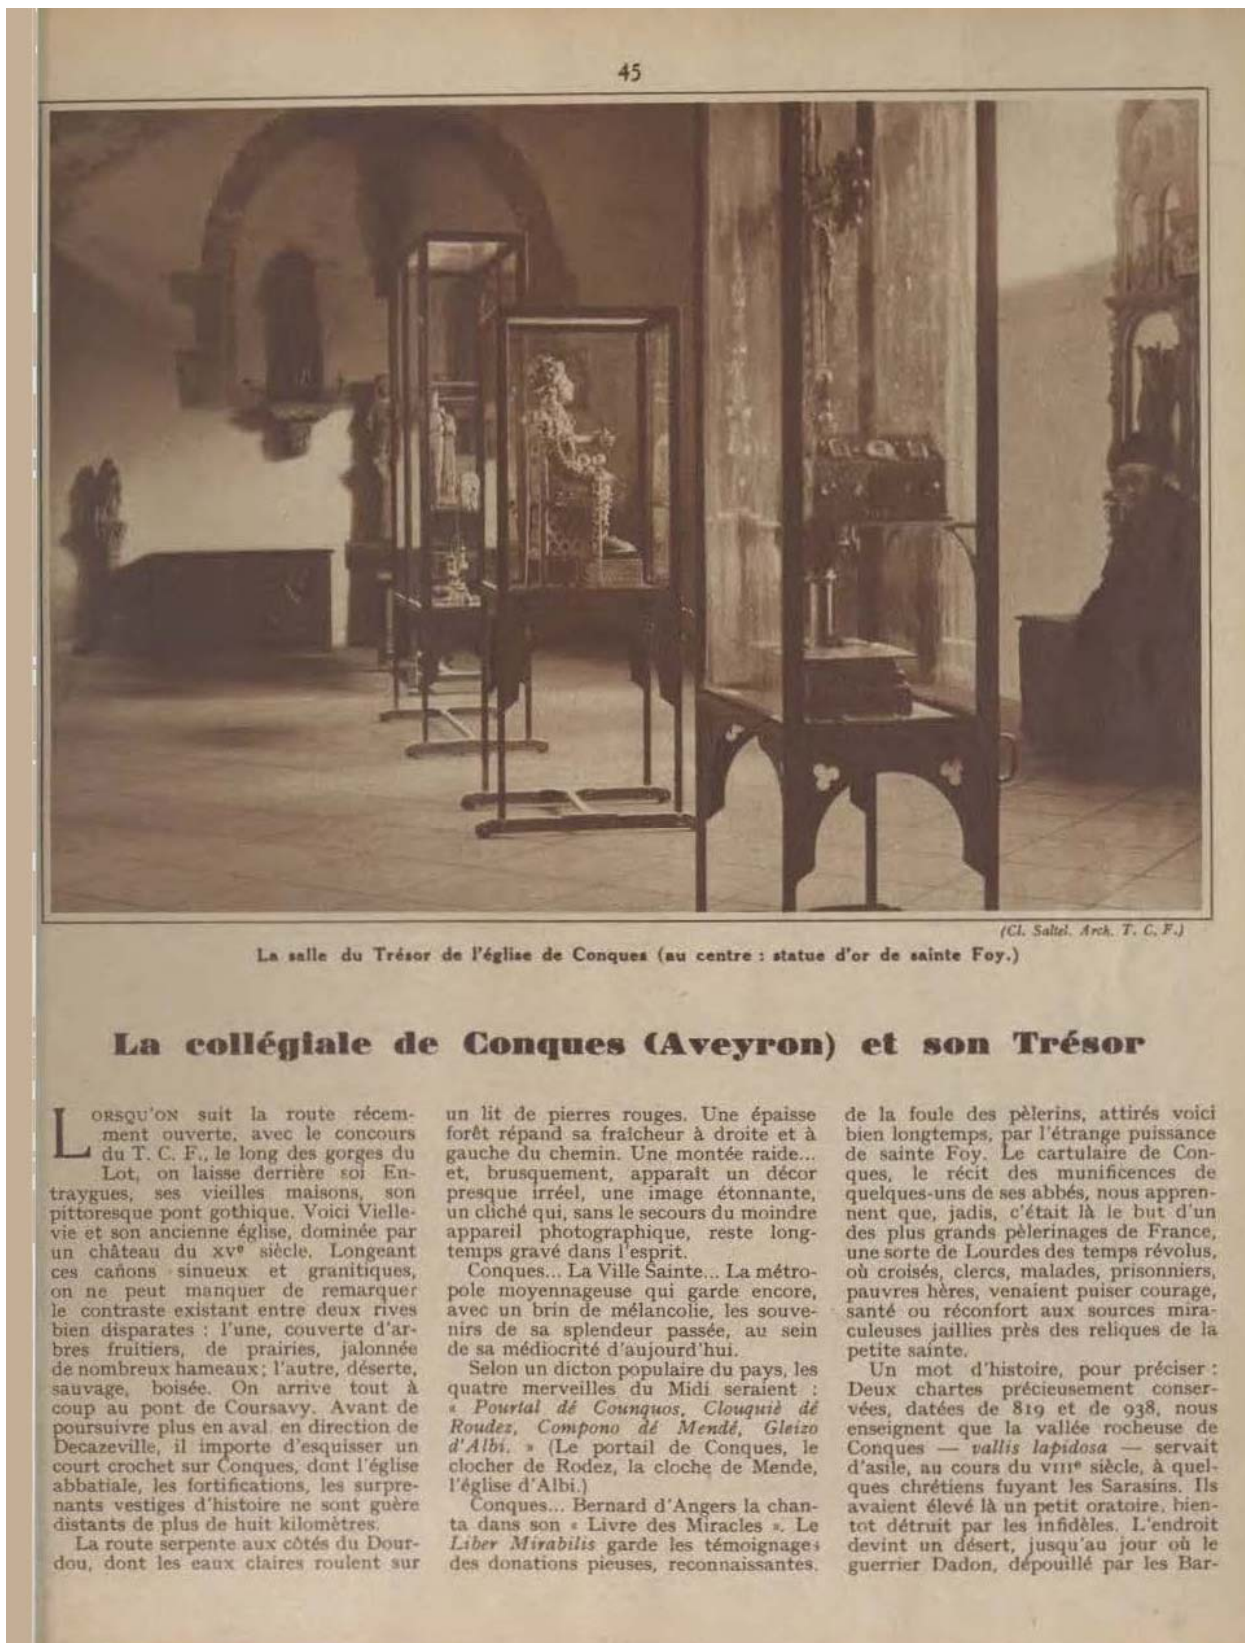 45
(Cl. Saltel. Arch. T. C. F.)
La salle du Trésor de l'église de Conques (au centre : statue d'or de sainte Foy.)
La collégiale de Conques (Aveyron) et son Trésor
LORSQU'ON suit la route récem-
ment ouverte, avec le concours
du T. C. F., le long des gorges du
Lot, on laisse derrière soi En-
traygues, ses vieilles maisons, son
pittoresque pont gothique. Voici Vielle-
vie et son ancienne église, dominée par
un château du XVe siècle. Longeant
ces cañons sinueux et granitiques,
on ne peut manquer de remarquer
le contraste existant entre deux rives
bien disparates : l'une, couverte d'ar-
bres fruitiers, de prairies, jalonnée
de nombreux hameaux; l'autre, déserte,
sauvage, boisée. On arrive tout à
coup au pont de Coursavy. Avant de
poursuivre plus en aval en direction de
Decazeville, il importe d'esquisser un
court crochet sur Conques, dont l'église
abbatiale, les fortifications, les surpre-
nants vestiges d'histoire ne sont guère
distants de plus de huit kilomètres.
La route serpente aux côtés du Dour-
dou, dont les eaux claires roulent sur
un lit de pierres rouges. Une épaisse
forêt répand sa fraîcheur à droite et à
gauche du chemin. Une montée raide...
et, brusquement, apparaît un décor
presque irréel, une image étonnante,
un cliché qui, sans le secours du moindre
appareil photographique, reste long-
temps gravé dans l'esprit.
Conques... La Ville Sainte... La métro-
pole moyennageuse qui garde encore,
avec un brin de mélancolie, les souve-
nirs de sa splendeur passée, au sein
de sa médiocrité d'aujourd'hui.
Selon un dicton populaire du pays, les
quatre merveilles du Midi seraient :
« Pourtal dé Counquos, Clouquiè dé
Roudez, Compono dé Mendé, Gleizo
d'Albi. » (Le portail de Conques, le
clocher de Rodez, la cloche de Mende,
l'église d'Albi.)
Conques... Bernard d'Angers la chan-
ta dans son « Livre des Miracles ». Le
Liber Mirabilis garde les témoignages
des donations pieuses, reconnaissantes.
de la foule des pèlerins, attirés voici
bien longtemps, par l'étrange puissance
de sainte Foy. Le cartulaire de Con-
ques, le récit des munificences de
quelques-uns de ses abbés, nous appren-
nent que, jadis, c'était là le but d'un
des plus grands pèlerinages de France,
une sorte de Lourdes des temps révolus,
où croisés, clercs, malades, prisonniers,
pauvres hères, venaient puiser courage,
santé ou réconfort aux sources mira-
culeuses jaillies près des reliques de la
petite sainte.
Un mot d'histoire, pour préciser :
Deux chartes précieusement conser-
vées, datées de 819 et de 938, nous
enseignent que la vallée rocheuse de
Conques — vallis lapidosa — servait
d'asile, au cours du VIIIe siècle, à quel-
ques chrétiens fuyant les Sarasins. Ils
avaient élevé là un petit oratoire, bien-
tot détruit par les infidèles. L'endroit
devint un désert, jusqu'au jour où le
guerrier Dadon, dépouillé par les Bar-